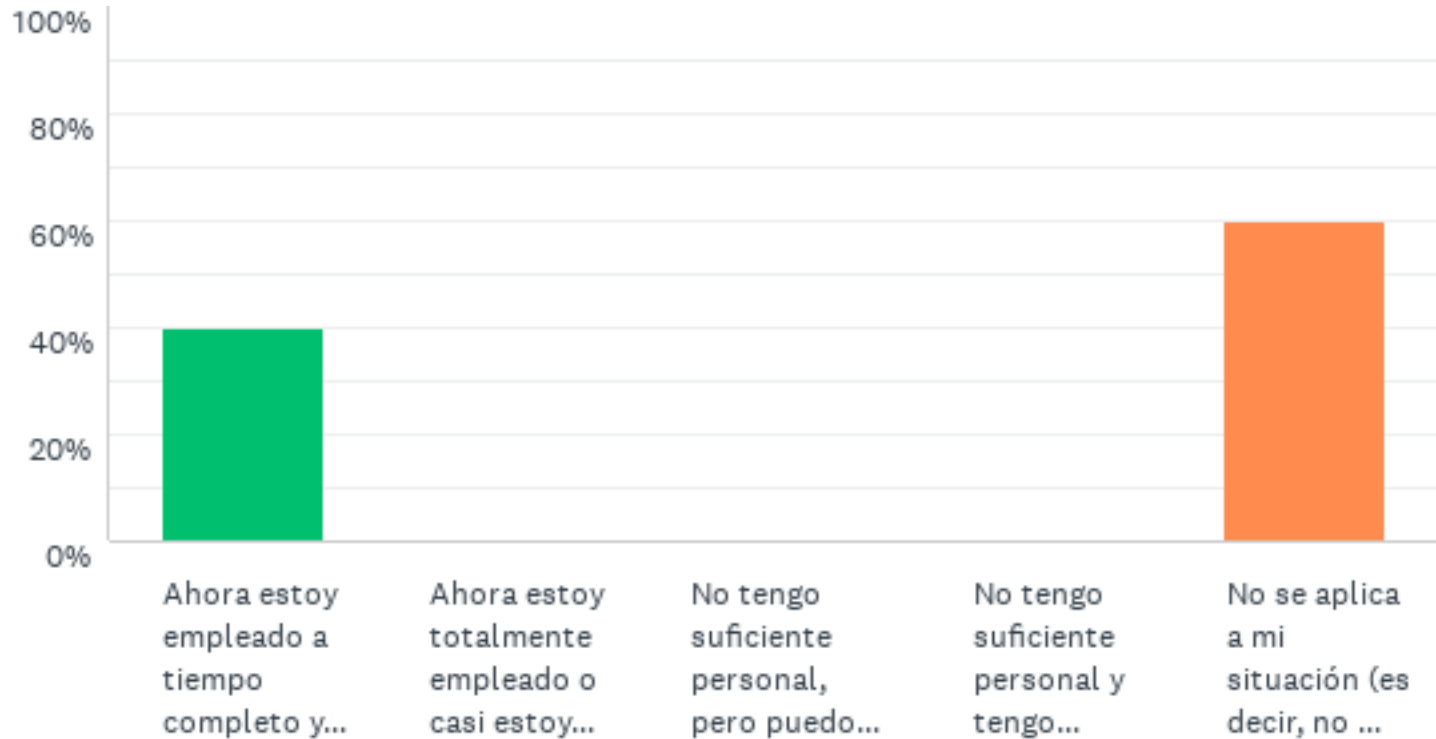 100%
80%
60%
40%
20%
0%
Ahora estoy
empleado a
tiempo
completo y...
Ahora estoy
totalmente
empleado o
casi estoy...
No tengo
suficiente
personal,
pero puedo...
No tengo
suficiente
personal y
tengo...
No se aplica
a mi
situación (es
decir, no ...